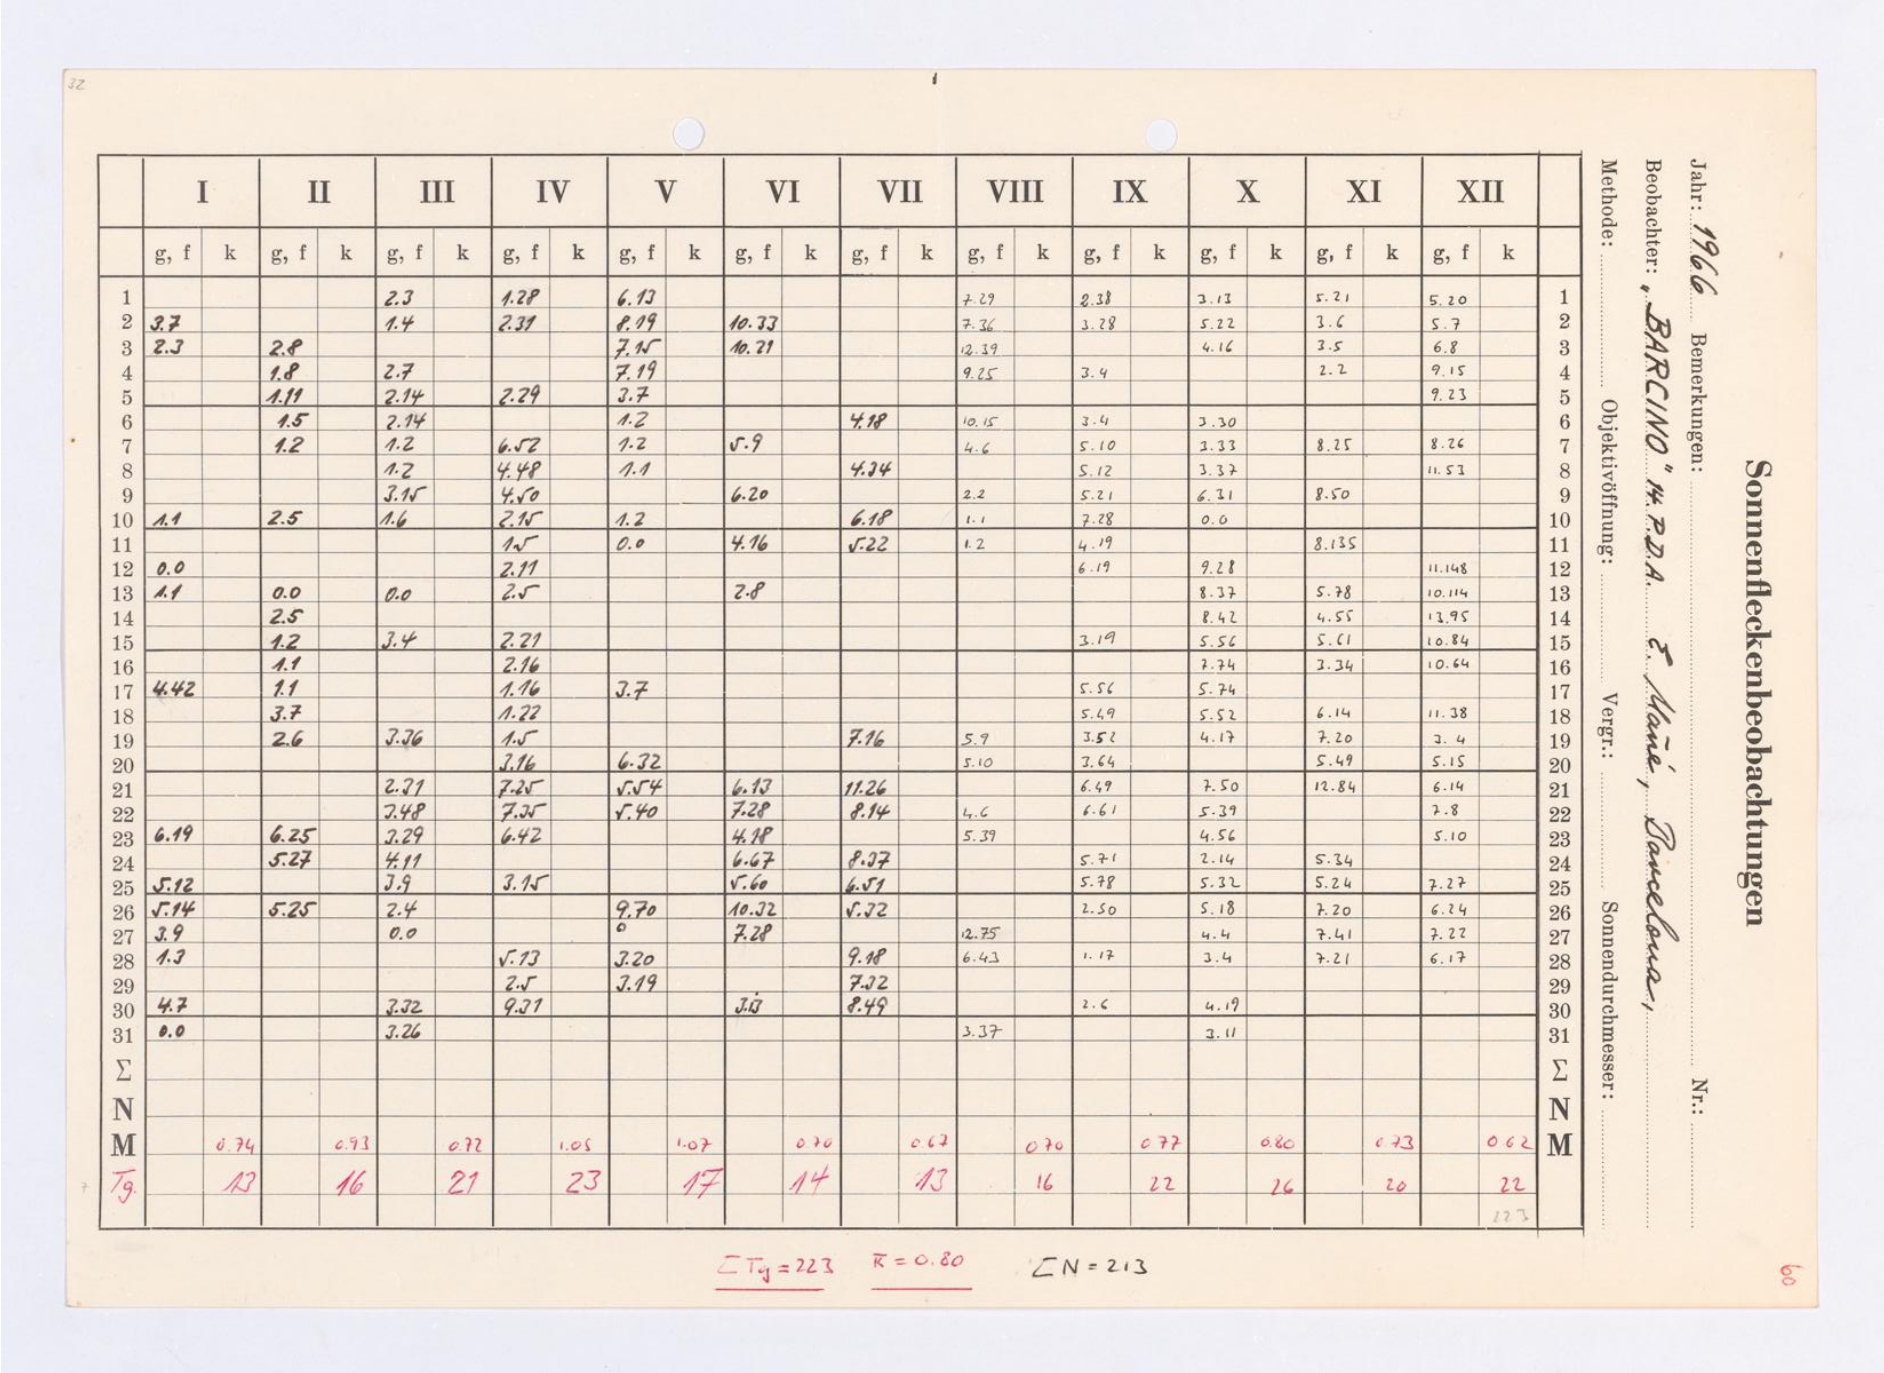 32
I II III IV V VI VII VIII IX X XI XII
g, f k g, f k g, f k g, f k g, f k g, f k g, f k g, f k g, f k g, f k g, f k g, f k
1 2.3 1.28 6.13 7.29 2.38 3.13 5.21 5.20 1
2 3.7 1.4 2.31 8.19 10.33 7.36 3.28 5.22 3.6 5.7 2
3 2.3 2.8 7.15 10.21 12.39 4.16 3.5 6.8 3
4 1.8 2.7 7.19 9.25 3.4 2.2 9.15 4
5 1.11 2.14 2.29 3.7 9.23 5
6 1.5 2.14 1.2 4.18 10.15 3.4 3.30 6
7 1.2 1.2 6.52 1.2 5.9 4.6 5.10 3.33 8.25 8.26 7
8 1.2 4.48 1.1 4.34 5.12 3.37 11.53 8
9 3.15 4.50 6.20 2.2 5.21 6.31 8.50 9
10 1.1 2.5 1.6 2.15 1.2 6.18 1.1 7.28 0.0 10
11 1.5 0.0 4.16 5.22 1.2 4.19 8.135 11
12 0.0 2.11 6.19 9.28 11.148 12
13 1.1 0.0 0.0 2.5 2.8 8.37 5.78 10.114 13
14 2.5 8.42 4.55 13.95 14
15 1.2 3.4 2.21 3.19 5.56 5.61 10.84 15
16 1.1 2.16 7.74 3.34 10.64 16
17 4.42 1.1 1.16 3.7 5.56 5.74 17
18 3.7 1.22 5.49 5.52 6.14 11.38 18
19 2.6 3.36 1.5 7.16 5.9 3.52 4.17 7.20 3.4 19
20 3.16 6.32 5.10 3.64 5.49 5.15 20
21 2.31 7.25 5.54 6.13 11.26 6.49 7.50 12.84 6.14 21
22 3.48 7.35 5.40 7.28 8.14 4.6 6.61 5.39 7.8 22
23 6.19 6.25 3.29 6.42 4.18 5.39 4.56 5.10 23
24 5.27 4.11 6.67 8.37 5.71 2.14 5.34 24
25 5.12 3.9 3.15 5.60 6.51 5.78 5.32 5.24 7.27 25
26 5.14 5.25 2.4 9.70 10.32 5.32 2.50 5.18 7.20 6.24 26
27 3.9 0.0 7.28 12.75 4.4 7.41 7.22 27
28 1.3 5.13 3.20 9.18 6.43 1.17 3.4 7.21 6.17 28
29 2.5 3.19 7.32 29
30 4.7 3.32 9.31 8.49 2.6 4.19 30
31 0.0 3.26 3.37 3.11 31
Σ Σ
N N
M 0.74 0.93 0.72 1.05 1.07 0.70 0.67 0.70 0.77 0.80 0.73 0.62 M
Tg. 13 16 21 23 17 14 13 16 22 26 20 22
223
ΣTg = 223 k = 0.80 ΣN = 213
Sonnenfleckenbeobachtungen
Jahr: 1966 Bemerkungen: Nr.:
Beobachter: „BARCINO" P.D.A. Barcelona,
Methode: Objektivöffnung: Vergr.: Sonnendurchmesser:
60